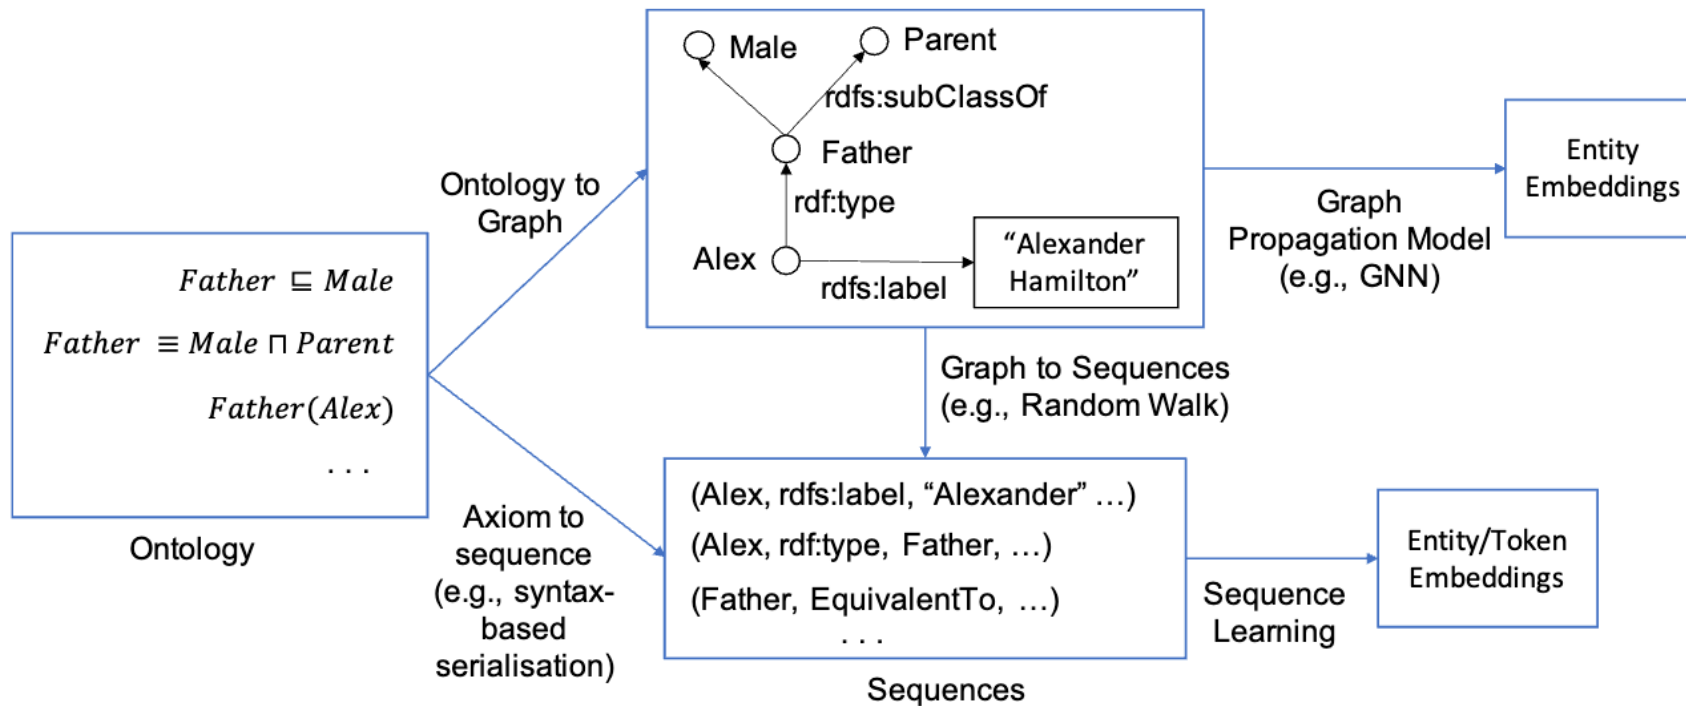 Father ⊑ Male
Father ≡ Male ⊓ Parent
Father(Alex)
. . .
Ontology
Ontology to
Graph
Axiom to
sequence
(e.g., syntax-
based
serialisation)
Male
Parent
rdfs:subClassOf
Father
rdf:type
Alex
rdfs:label
“Alexander
Hamilton”
Graph
Propagation Model
(e.g., GNN)
Entity
Embeddings
Graph to Sequences
(e.g., Random Walk)
(Alex, rdfs:label, “Alexander” …)
(Alex, rdf:type, Father, …)
(Father, EquivalentTo, …)
. . .
Sequences
Sequence
Learning
Entity/Token
Embeddings